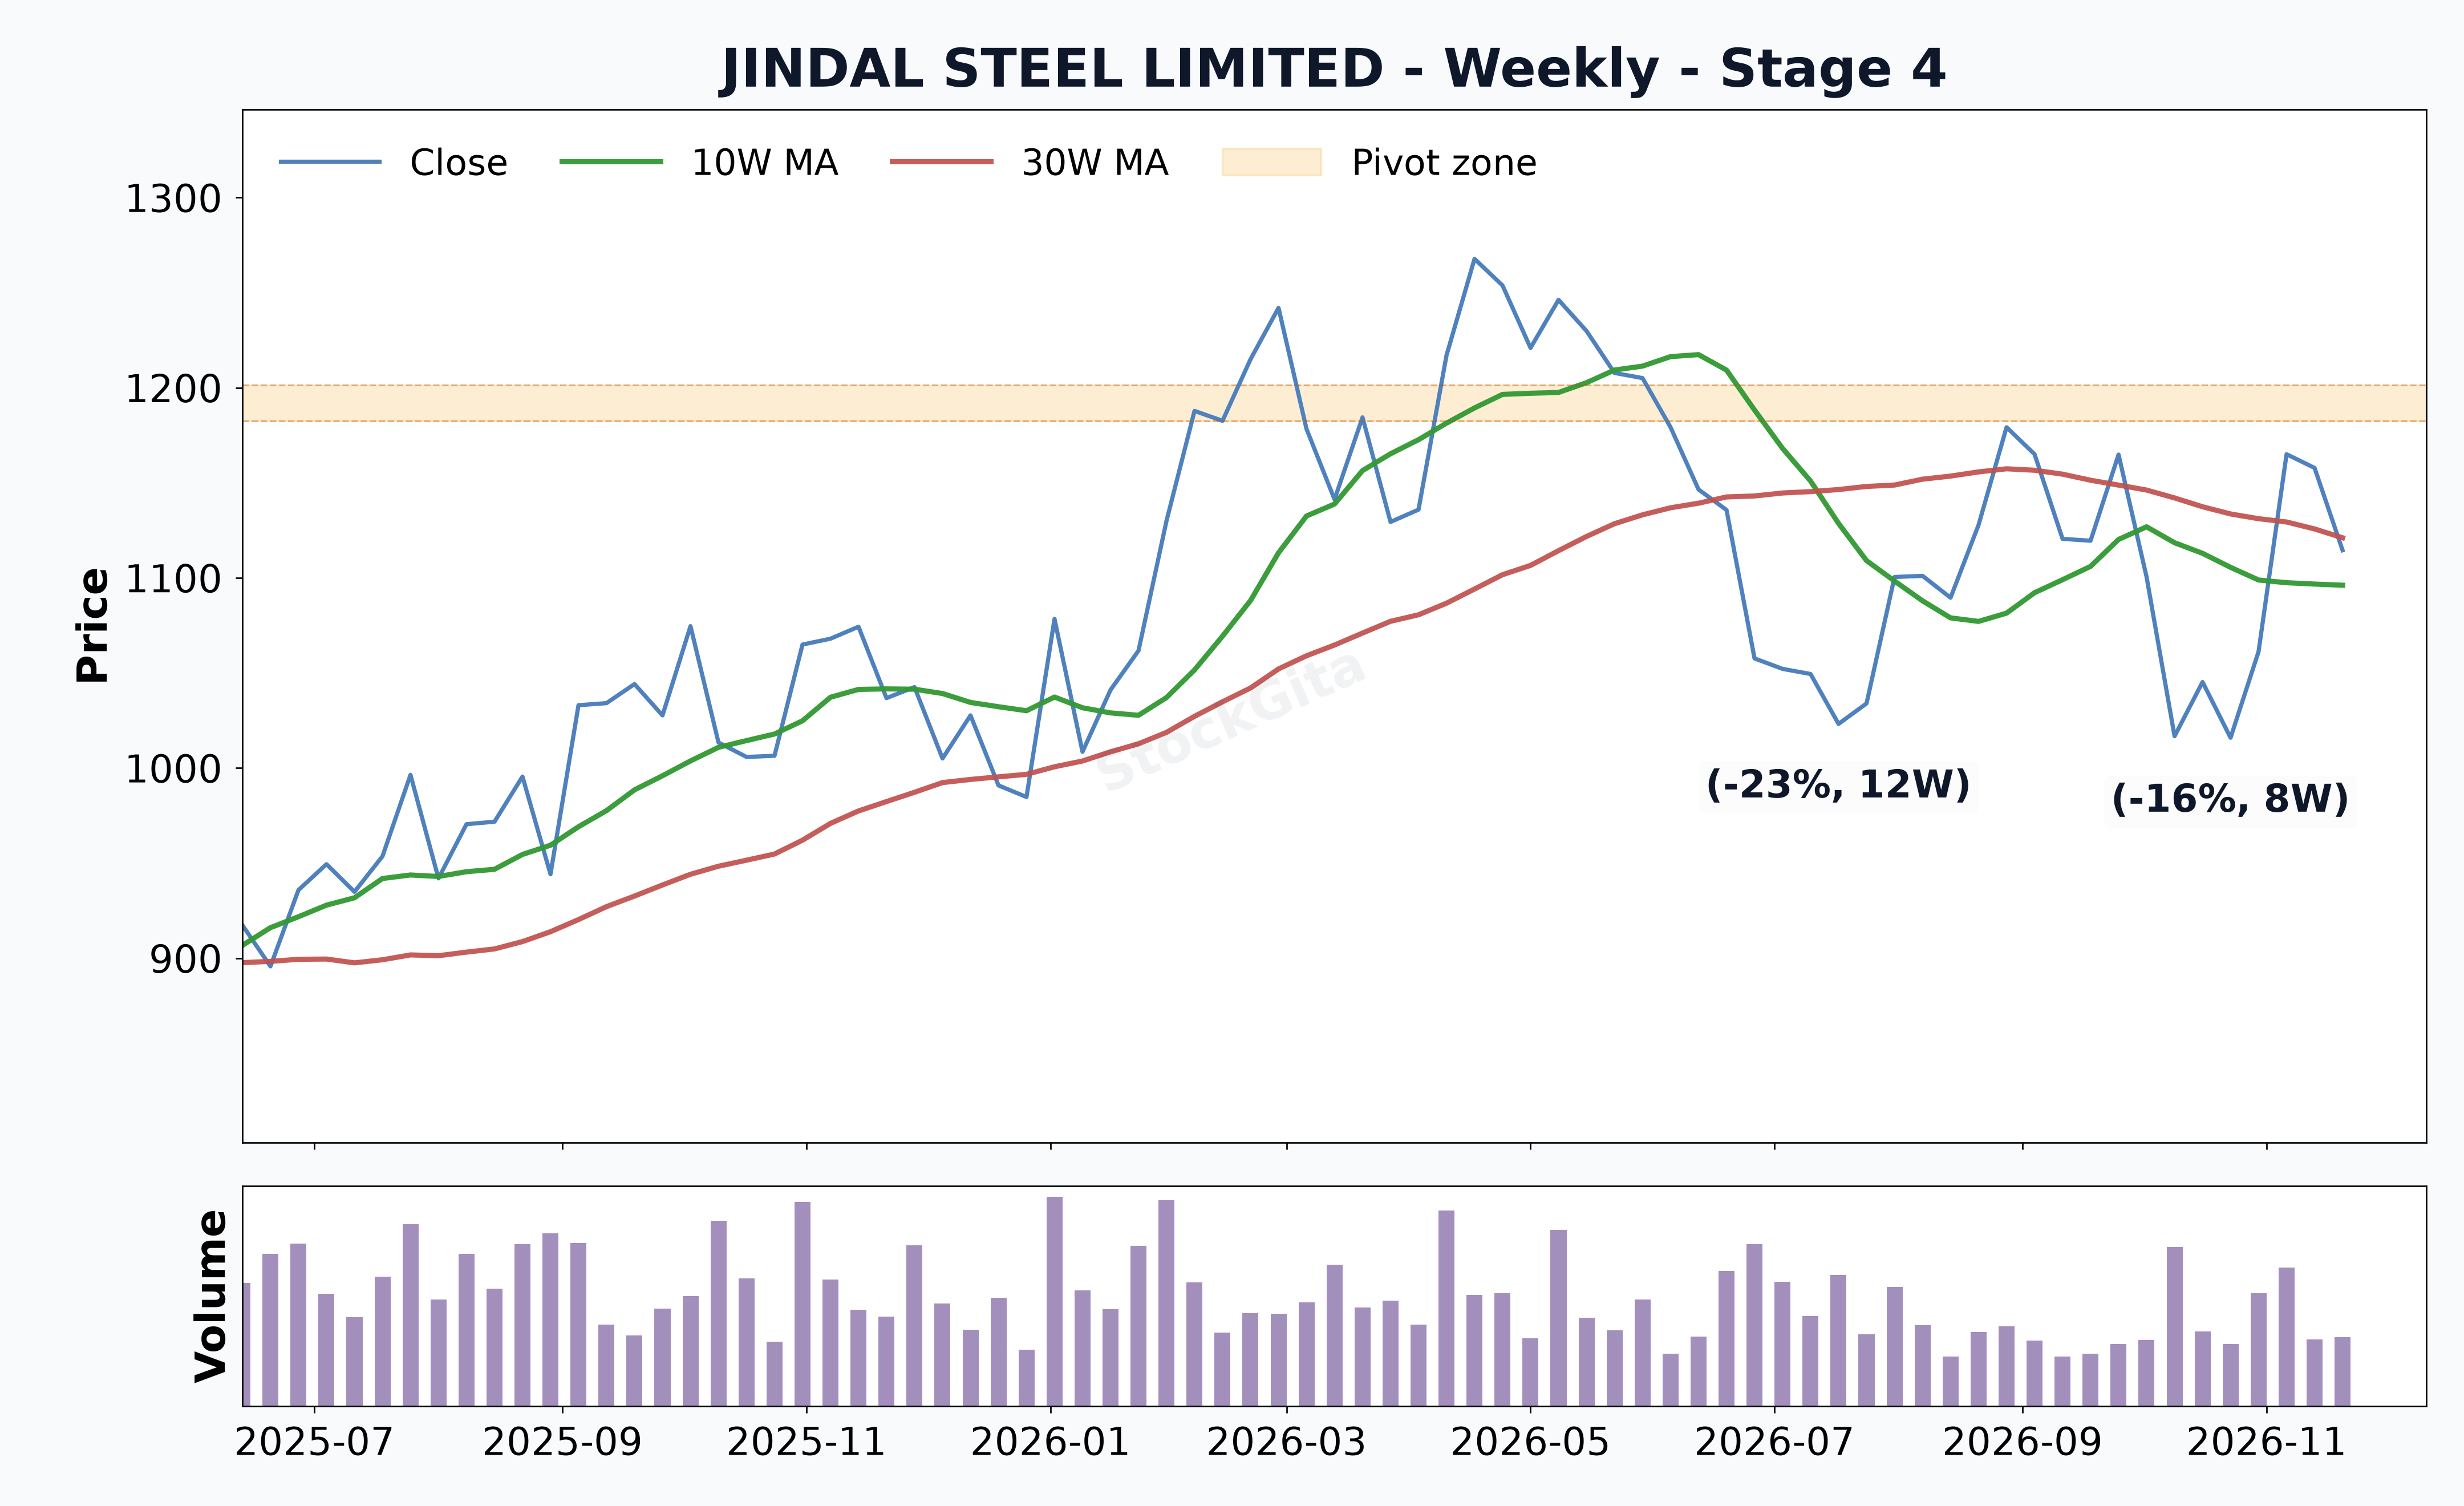 JINDAL STEEL LIMITED - Weekly - Stage 4
Close 10W MA 30W MA Pivot zone
1300
1200
1100
1000
900
Price
StockGita
(-23%, 12W)
(-16%, 8W)
Volume
2025-07 2025-09 2025-11 2026-01 2026-03 2026-05 2026-07 2026-09 2026-11